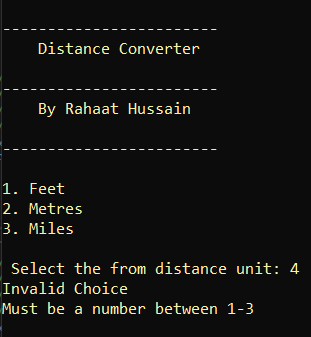 ------------------------
Distance Converter
------------------------
By Rahaat Hussain
------------------------
1. Feet
2. Metres
3. Miles
Select the from distance unit: 4
Invalid Choice
Must be a number between 1-3